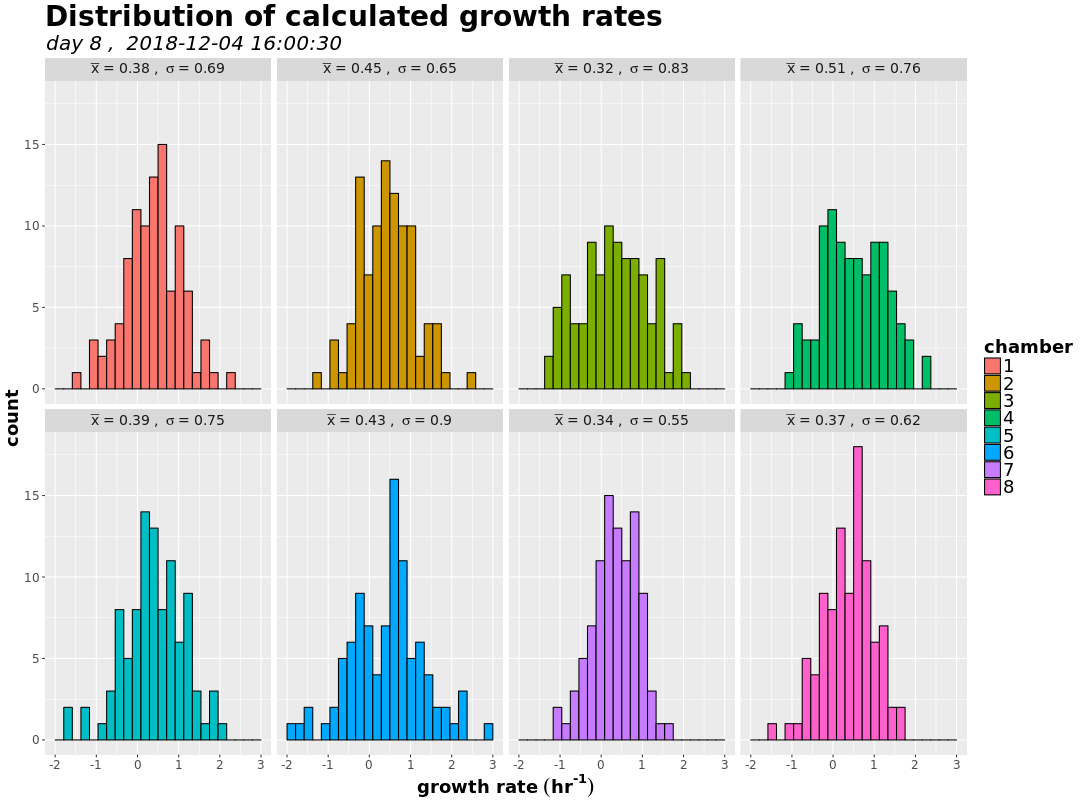 Distribution of calculated growth rates
day 8 ,  2018-12-04 16:00:30
x̅ = 0.38 ,  σ = 0.69
x̅ = 0.45 ,  σ = 0.65
x̅ = 0.32 ,  σ = 0.83
x̅ = 0.51 ,  σ = 0.76
15
10
5
0
x̅ = 0.39 ,  σ = 0.75
x̅ = 0.43 ,  σ = 0.9
x̅ = 0.34 ,  σ = 0.55
x̅ = 0.37 ,  σ = 0.62
15
10
5
0
-2 -1 0 1 2 3
-2 -1 0 1 2 3
-2 -1 0 1 2 3
-2 -1 0 1 2 3
count
growth rate (hr⁻¹)
chamber
1
2
3
4
5
6
7
8